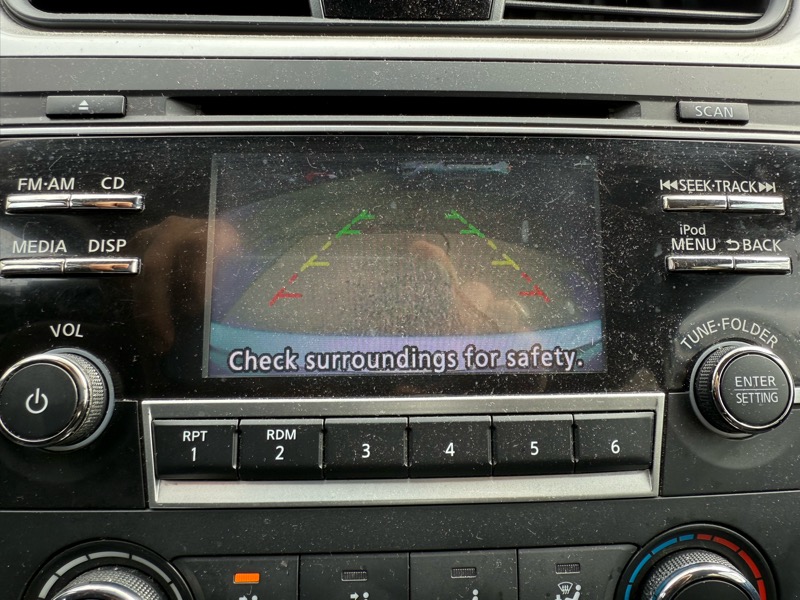 SCAN
FM·AM CD
SEEK·TRACK
MEDIA DISP
iPod
MENU BACK
VOL
TUNE·FOLDER
Check surroundings for safety.
ENTER
SETTING
RPT RDM
1 2 3 4 5 6